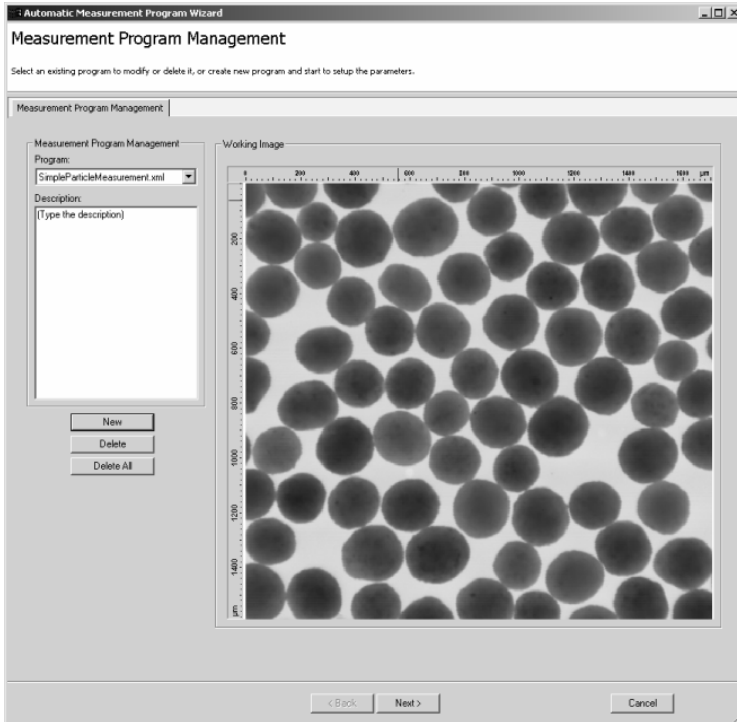 Automatic Measurement Program Wizard
Measurement Program Management
Select an existing program to modify or delete it, or create new program and start to setup the parameters.
Measurement Program Management
Measurement Program Management
Program:
SimpleParticleMeasurement.xml
Description:
(Type the description)
New
Delete
Delete All
Working Image
0 200 400 600 800 1000 1200 1400 1600 µm
200
400
600
800
1000
1200
1400
µm
< Back
Next >
Cancel